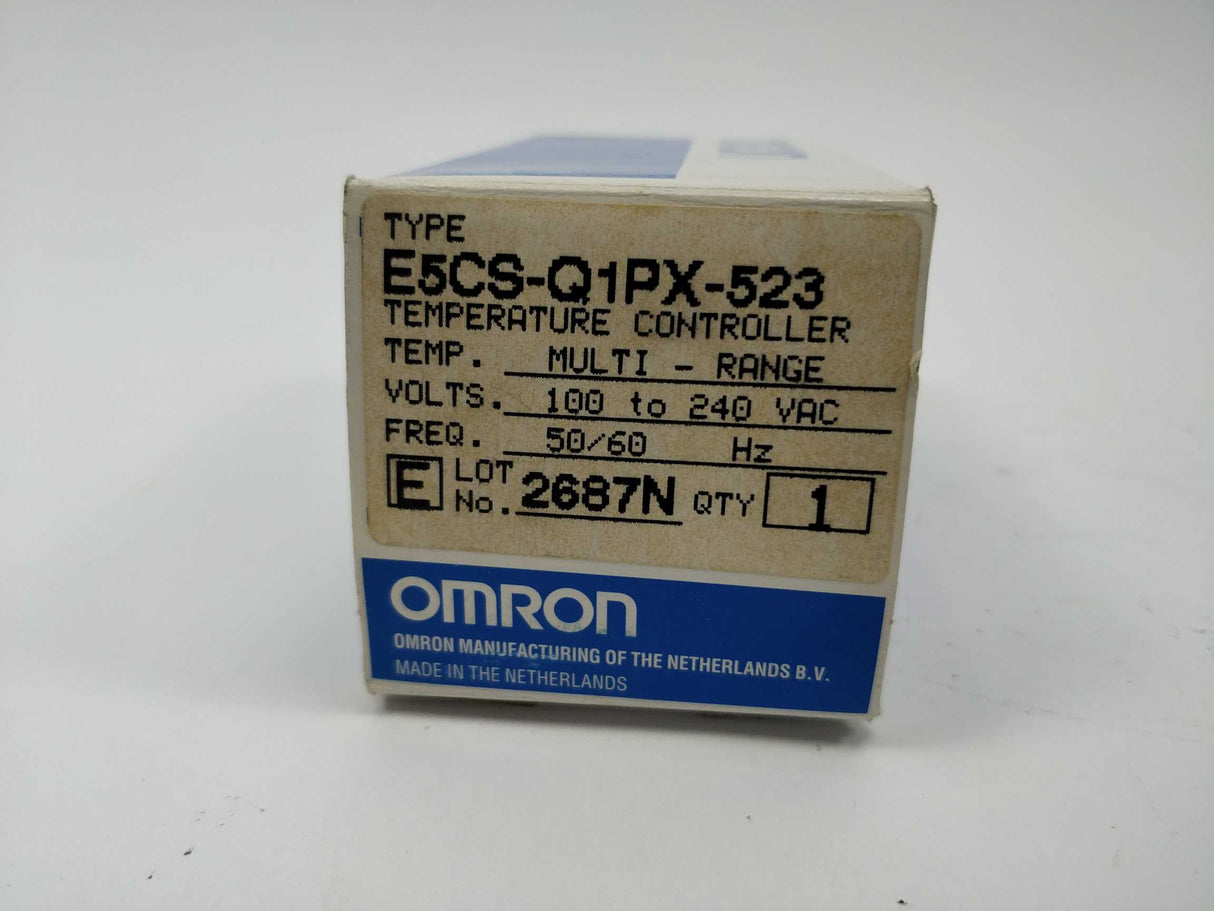 TYPE
E5CS-Q1PX-523
TEMPERATURE CONTROLLER
TEMP. MULTI - RANGE
VOLTS. 100 to 240 VAC
FREQ. 50/60 Hz
E LOT No. 2687N QTY 1
OMRON
OMRON MANUFACTURING OF THE NETHERLANDS B.V.
MADE IN THE NETHERLANDS